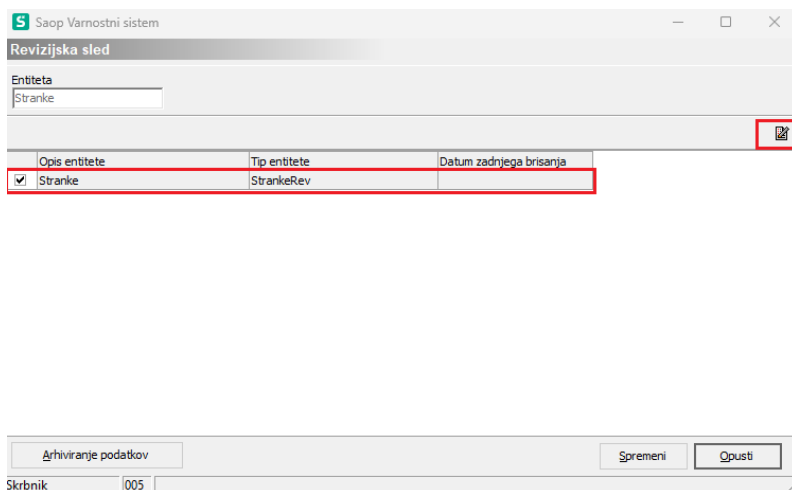 S Saop Varnostni sistem
Revizijska sled
Entiteta
Stranke
Opis entitete Tip entitete Datum zadnjega brisanja
Stranke StrankeRev
Arhiviranje podatkov Spremeni Opusti
Skrbnik 005